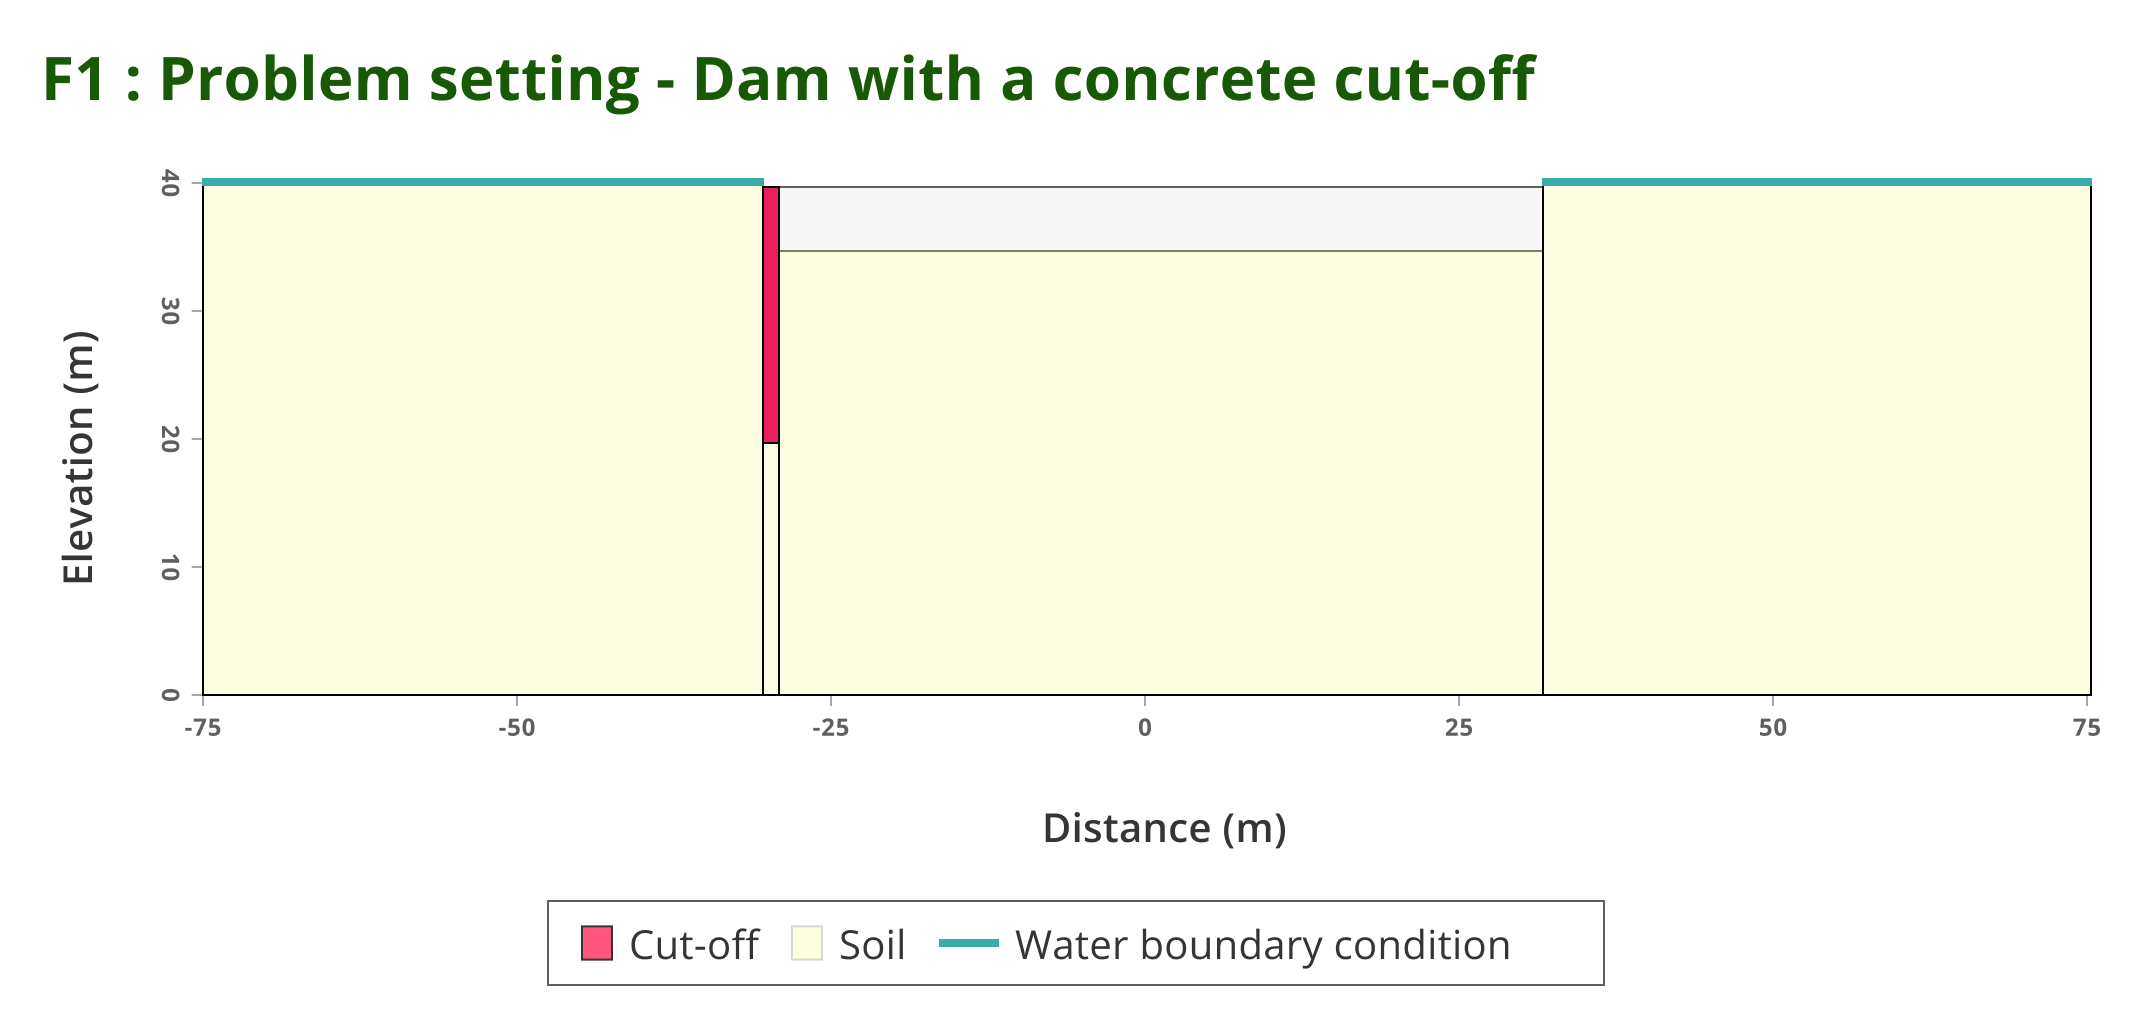 F1 : Problem setting - Dam with a concrete cut-off
Elevation (m)
40
30
20
10
0
-75 -50 -25 0 25 50 75
Distance (m)
Cut-off Soil Water boundary condition